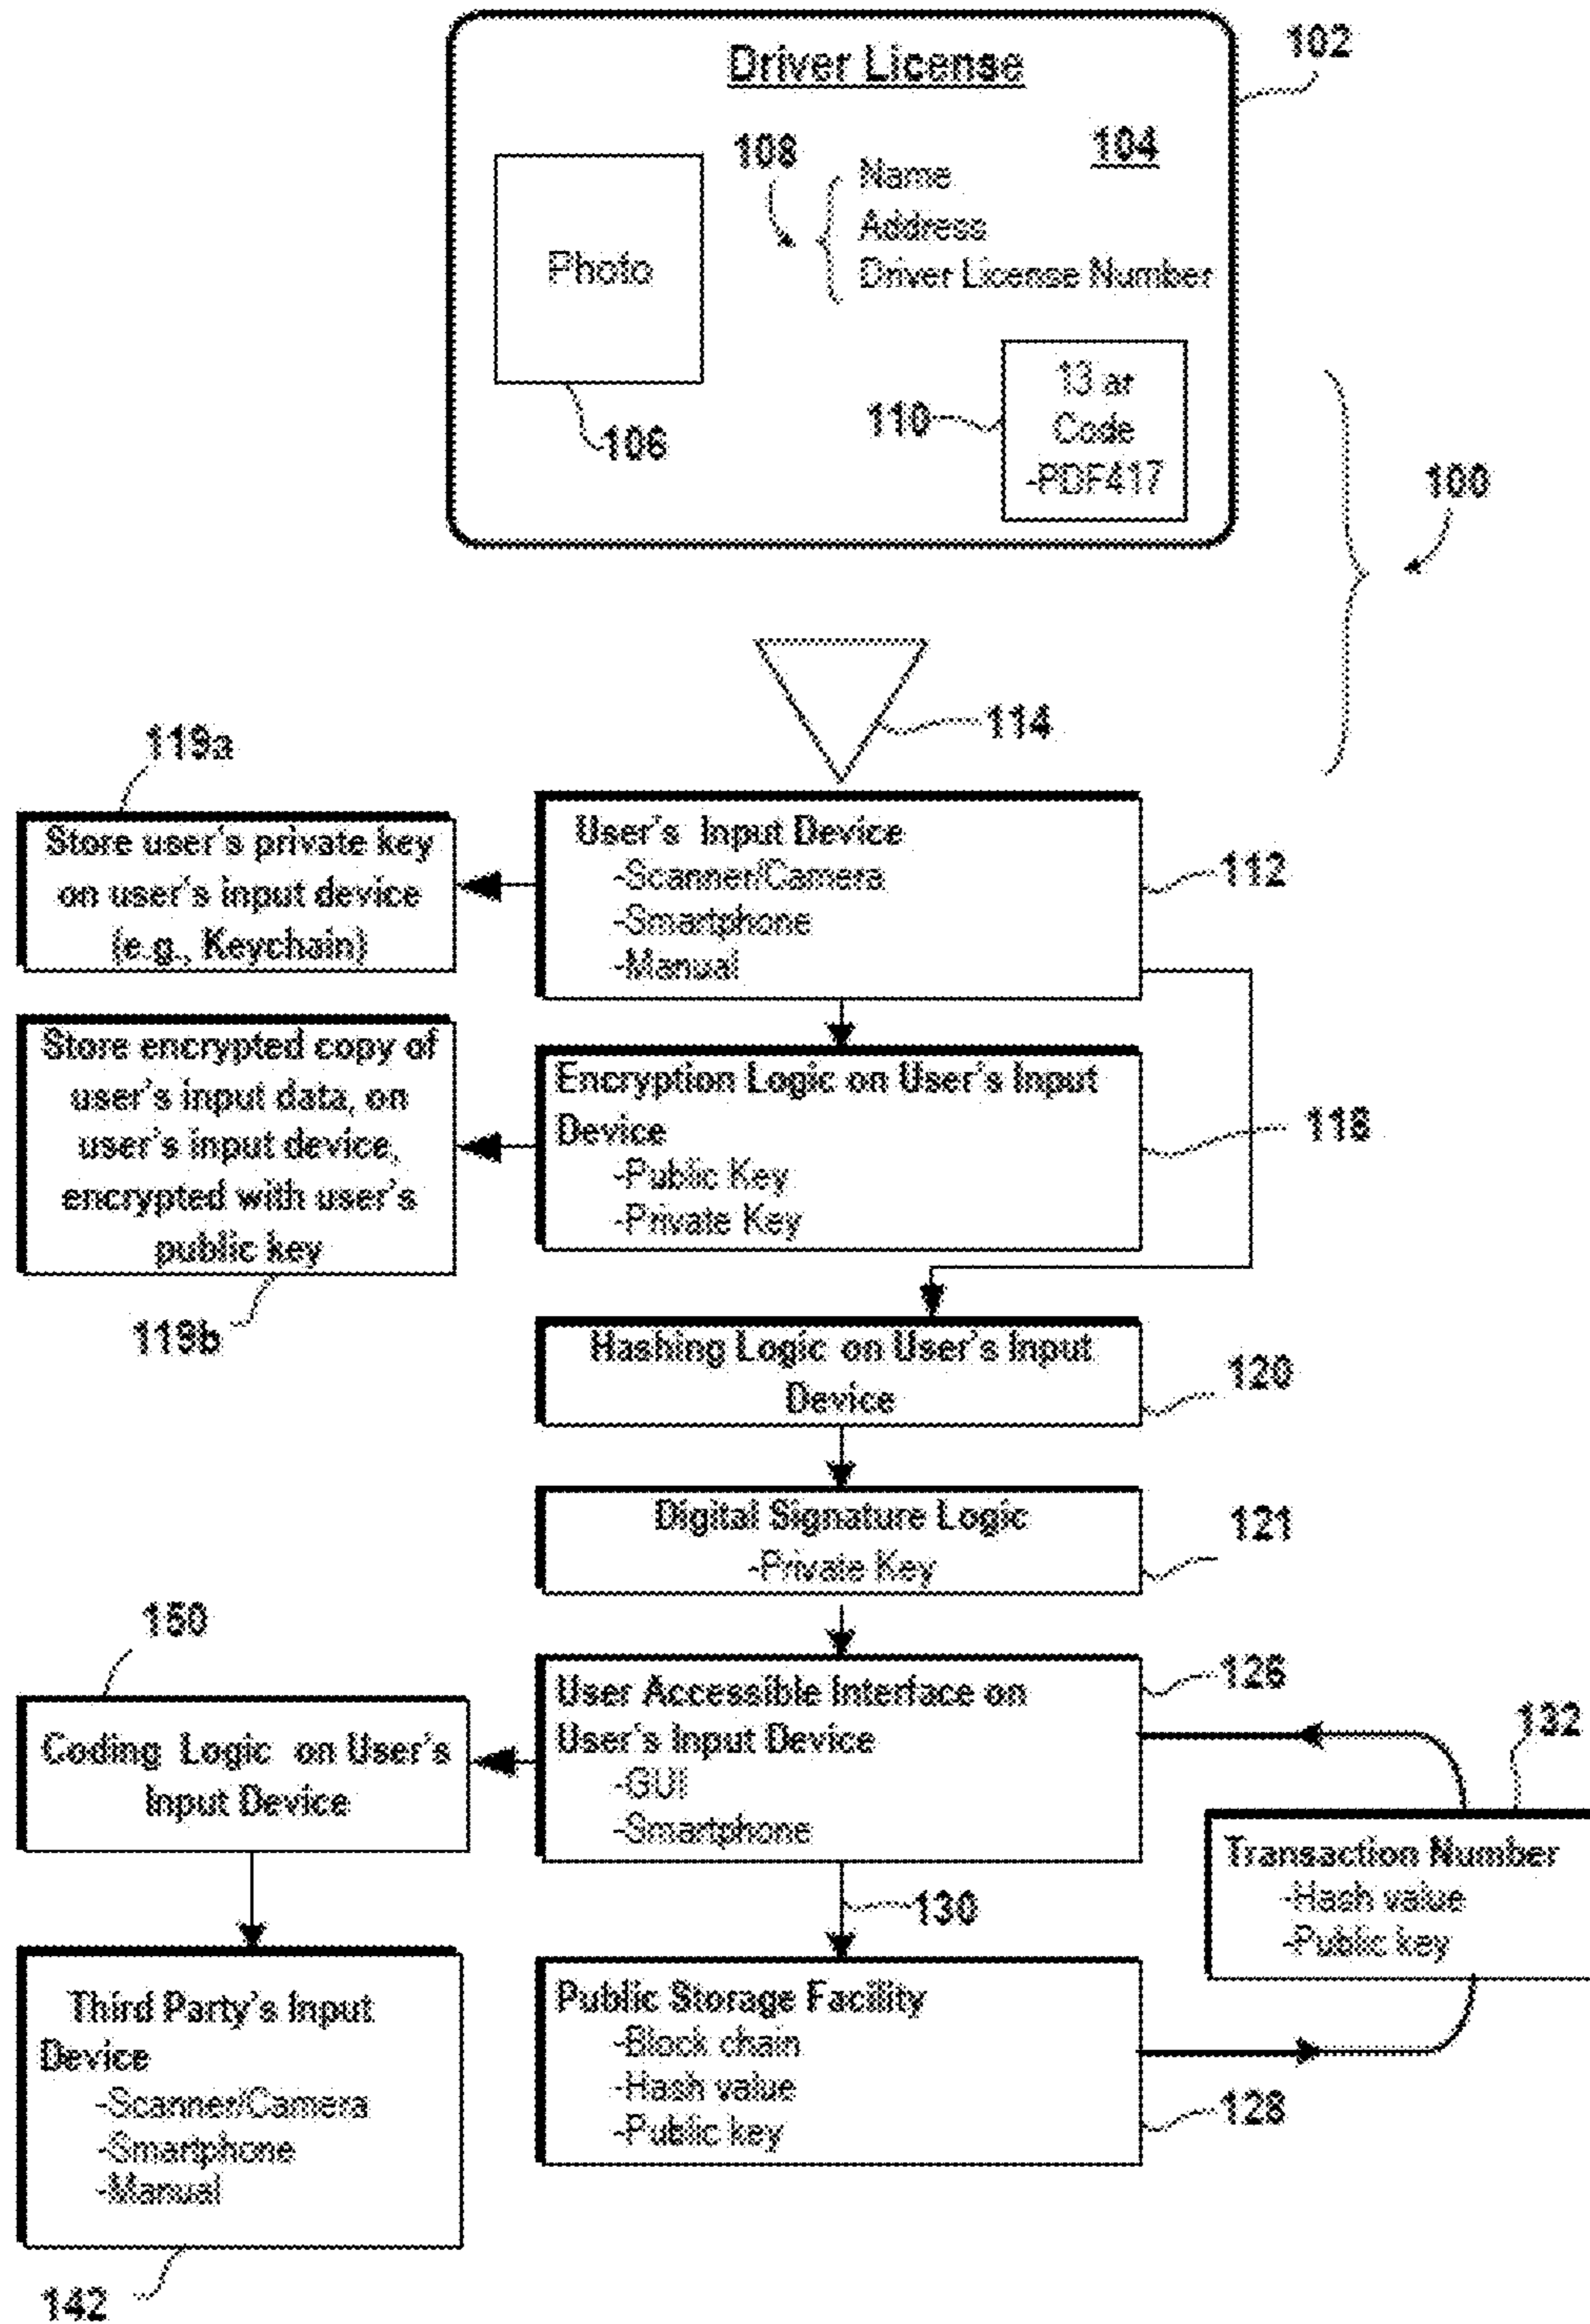 Driver License
102
104
108
Name
Address
Driver License Number
Photo
106
110
13 ar
Code
-PDF417
100
114
119a
Store user's private key
on user's input device
(e.g., Keychain)
User's Input Device
-Scanner/Camera
-Smartphone
-Manual
112
Store encrypted copy of
user's input data, on
user's input device,
encrypted with user's
public key
119b
Encryption Logic on User's Input
Device
-Public Key
-Private Key
118
Hashing Logic on User's Input
Device
120
Digital Signature Logic
-Private Key
121
150
Coding Logic on User's
Input Device
User Accessible Interface on
User's Input Device
-GUI
-Smartphone
126
132
Transaction Number
-Hash value
-Public key
130
Third Party's Input
Device
-Scanner/Camera
-Smartphone
-Manual
142
Public Storage Facility
-Block chain
-Hash value
-Public key
128